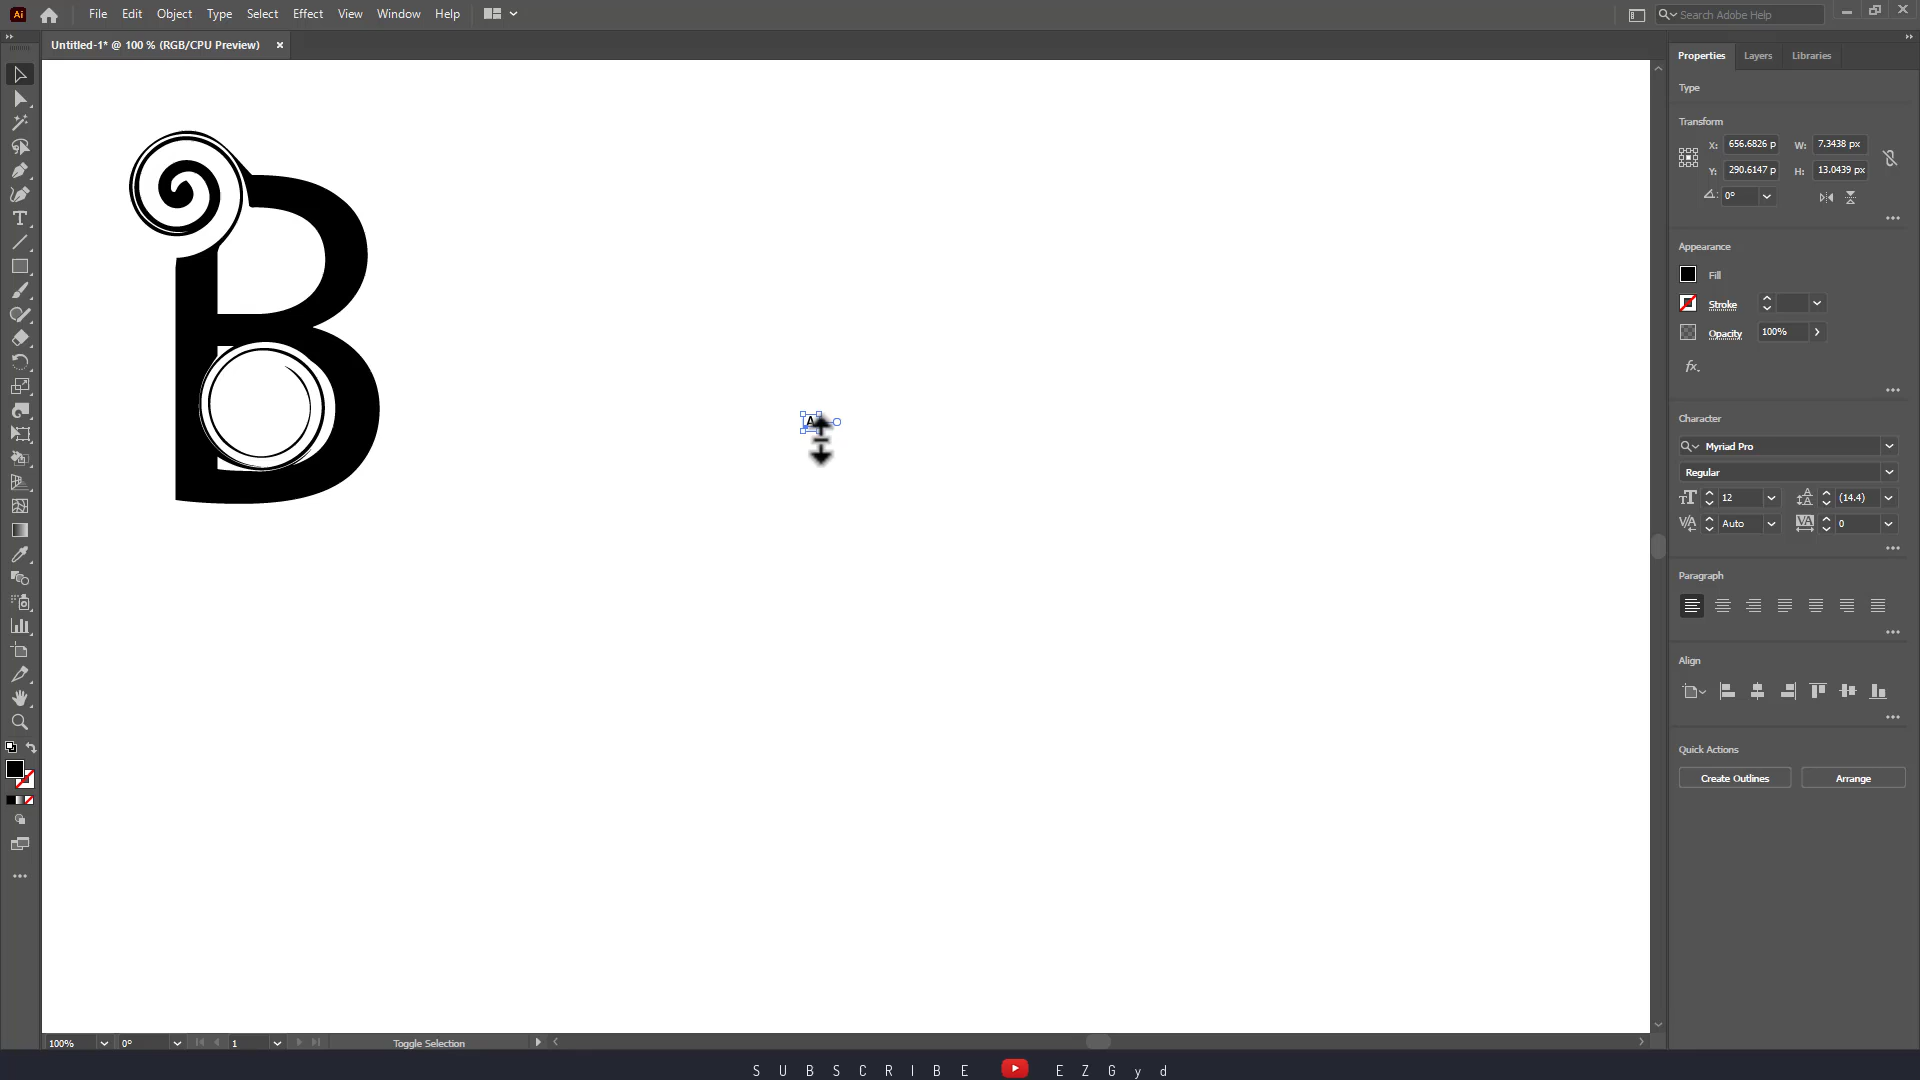 Ai File Edit Object Type Select Effect View Window Help Search Adobe Help
Untitled-1* @ 100 % (RGB/CPU Preview) ×
Properties Layers Libraries
Type
Transform
X: 656.6826 p W: 7.3438 px
Y: 290.6147 p H: 13.0439 px
0°
Appearance
Fill
Stroke
Opacity 100%
fx.
Character
Myriad Pro
Regular
12 (14.4)
Auto 0
Paragraph
Align
Quick Actions
Create Outlines Arrange
B
A
100% 0° 1 Toggle Selection
SUBSCRIBE EZGyd